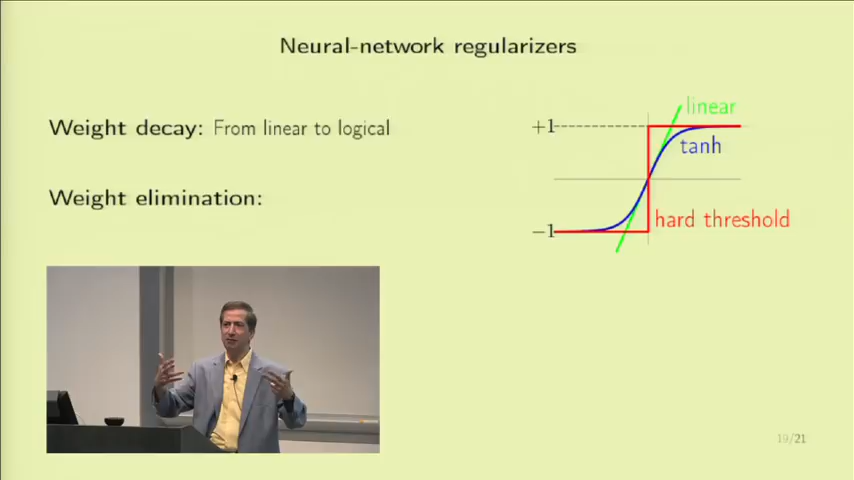 Neural-network regularizers
Weight decay: From linear to logical
Weight elimination:
linear
+1
tanh
hard threshold
−1
19/21